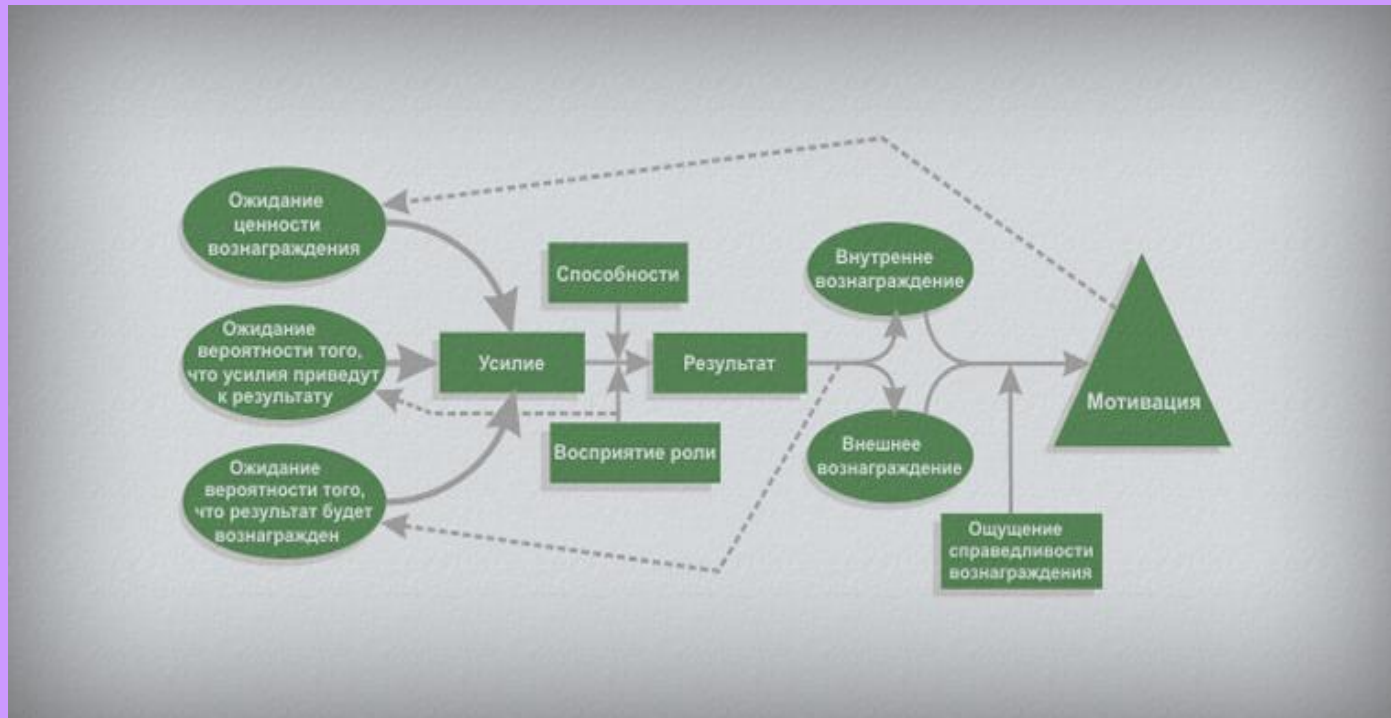 Ожидание
ценности
вознаграждения
Ожидание
вероятности того,
что усилия приведут
к результату
Ожидание
вероятности того,
что результат будет
вознагражден
Усилие
Способности
Восприятие роли
Результат
Внутренне
вознаграждение
Внешнее
вознаграждение
Ощущение
справедливости
вознаграждения
Мотивация